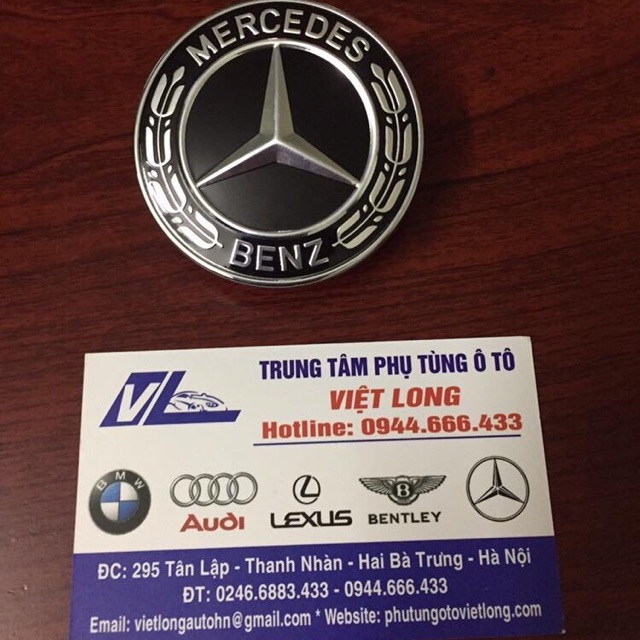 MERCEDES
BENZ
VL
TRUNG TÂM PHỤ TÙNG Ô TÔ
VIỆT LONG
Hotline: 0944.666.433
BMW
Audi
LEXUS
B
BENTLEY
ĐC: 295 Tân Lập - Thanh Nhàn - Hai Bà Trưng - Hà Nội
ĐT: 0246.6883.433 - 0944.666.433
Email: vietlongautohn@gmail.com * Website: phutungotovietlong.com